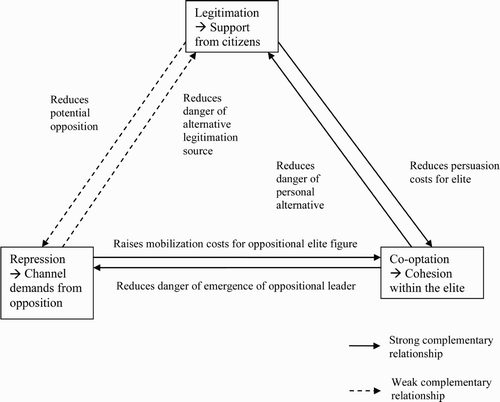 Legitimation
→ Support
from citizens
Reduces
potential
opposition
Reduces
danger of
alternative
legitimation
source
Reduces
danger of
personal
alternative
Reduces persuasion
costs for elite
Repression
→ Channel
demands from
opposition
Raises mobilization costs for oppositional elite figure
Reduces danger of emergence of oppositional leader
Co-optation
→ Cohesion
within the elite
Strong complementary
relationship
Weak complementary
relationship